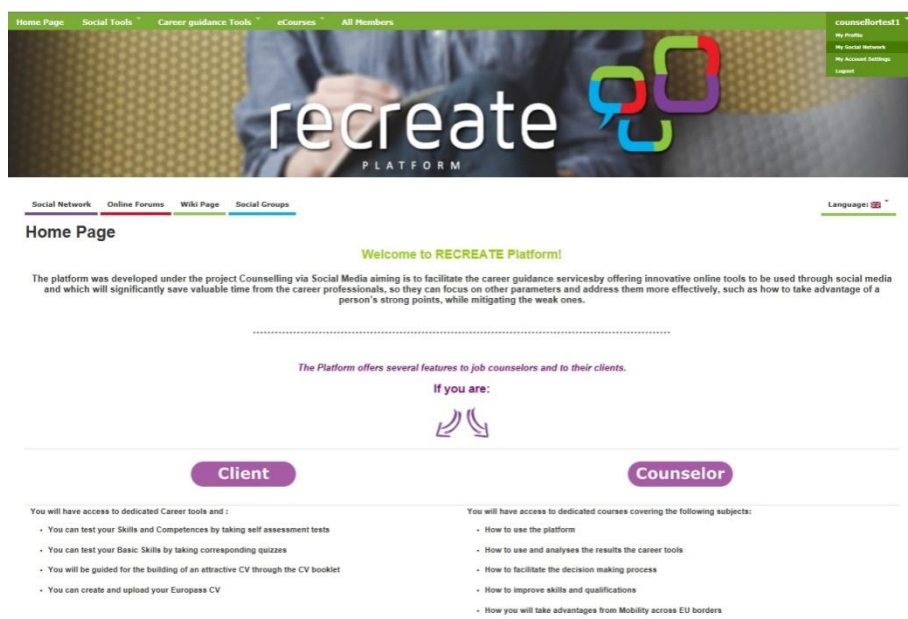 Home Page Social Tools Career guidance Tools eCourses All Members
counsellortest1
My Profile
My Social Network
My Account Settings
Logout
recreate
PLATFORM
Social Network Online Forums Wiki Page Social Groups
Language:
Home Page
Welcome to RECREATE Platform!
The platform was developed under the project Counselling via Social Media aiming is to facilitate the career guidance servicesby offering innovative online tools to be used through social media
and which will significantly save valuable time from the career professionals, so they can focus on other parameters and address them more effectively, such as how to take advantage of a
person's strong points, while mitigating the weak ones.
The Platform offers several features to job counselors and to their clients.
If you are:
Client
Counselor
You will have access to dedicated Career tools and :
• You can test your Skills and Competences by taking self assessment tests
• You can test your Basic Skills by taking corresponding quizzes
• You will be guided for the building of an attractive CV through the CV booklet
• You can create and upload your Europass CV
You will have access to dedicated courses covering the following subjects:
• How to use the platform
• How to use and analyses the results the career tools
• How to facilitate the decision making process
• How to improve skills and qualifications
• How you will take advantages from Mobility across EU borders